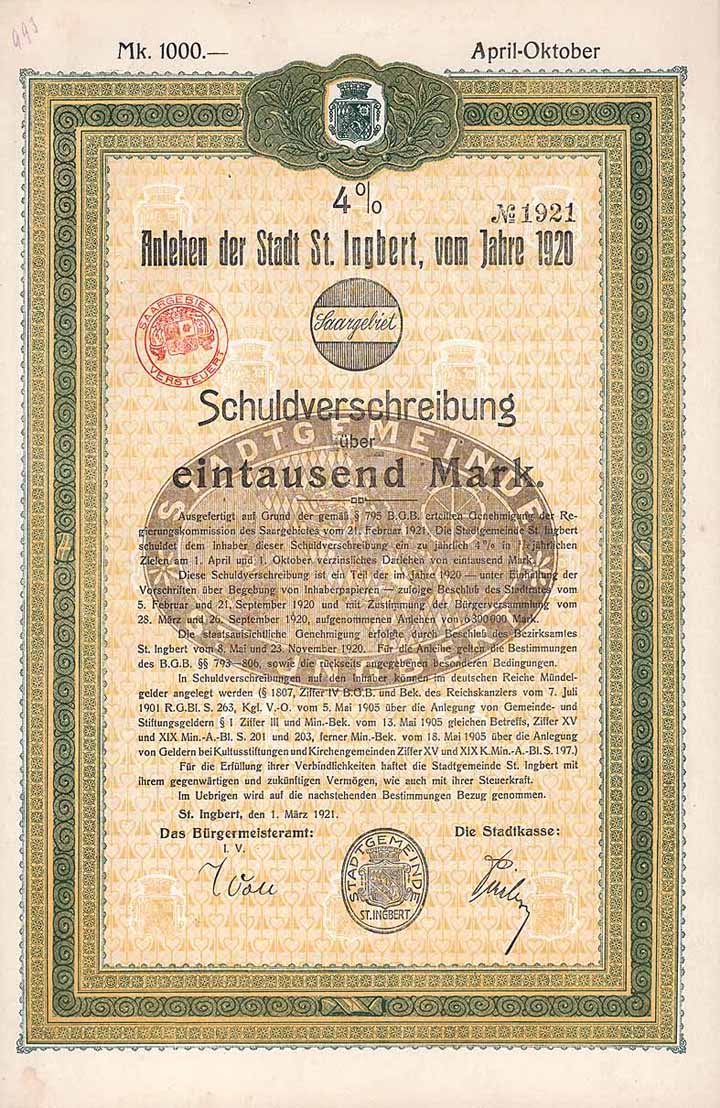 993
Mk. 1000.—
April-Oktober
4%
№ 1921
Anlehen der Stadt St. Ingbert, vom Jahre 1920
SAARGEBIET
VERSTEUERT
Saargebiet
Schuldverschreibung
über
eintausend Mark.
STADTGEMEINDE
Ausgefertigt auf Grund der gemäß § 795 B.G.B. erteilten Genehmigung der Re-
gierungskommission des Saargebietes vom 21. Februar 1921. Die Stadtgemeinde St. Ingbert
schuldet dem Inhaber dieser Schuldverschreibung ein zu jährlich 4% in ½ jährlichen
Zielen am 1. April und 1. Oktober verzinsliches Darlehen von eintausend Mark.
Diese Schuldverschreibung ist ein Teil der im Jahre 1920 — unter Einhaltung der
Vorschriften über Begebung von Inhaberpapieren — zufolge Beschluß des Stadtrates vom
5. Februar und 21. September 1920 und mit Zustimmung der Bürgerversammlung vom
28. März und 26. September 1920, aufgenommenen Anlehen von 6300000 Mark.
Die staatsaufsichtliche Genehmigung erfolgte durch Beschluß des Bezirksamtes
St. Ingbert vom 8. Mai und 23. November 1920. Für die Anleihe gelten die Bestimmungen
des B.G.B. §§ 793—806, sowie die rückseits angegebenen besonderen Bedingungen.
In Schuldverschreibungen auf den Inhaber können im deutschen Reiche Mündel-
gelder angelegt werden (§ 1807, Ziffer IV B.G.B. und Bek. des Reichskanzlers vom 7. Juli
1901 R.G.Bl. S. 263, Kgl. V.-O. vom 5. Mai 1905 über die Anlegung von Gemeinde- und
Stiftungsgeldern § 1 Ziffer III und Min.-Bek. vom 13. Mai 1905 gleichen Betreffs, Ziffer XV
und XIX Min.-A.-Bl. S. 201 und 203, ferner Min.-Bek. vom 18. Mai 1905 über die Anlegung
von Geldern bei Kultusstiftungen und Kirchengemeinden Ziffer XV und XIX K.Min.-A.-Bl. S. 197.)
Für die Erfüllung ihrer Verbindlichkeiten haftet die Stadtgemeinde St. Ingbert mit
ihrem gegenwärtigen und zukünftigen Vermögen, wie auch mit ihrer Steuerkraft.
Im Uebrigen wird auf die nachstehenden Bestimmungen Bezug genommen.
St. Ingbert, den 1. März 1921.
Das Bürgermeisteramt:
Die Stadtkasse:
I. V.
STADTGEMEINDE
ST. INGBERT